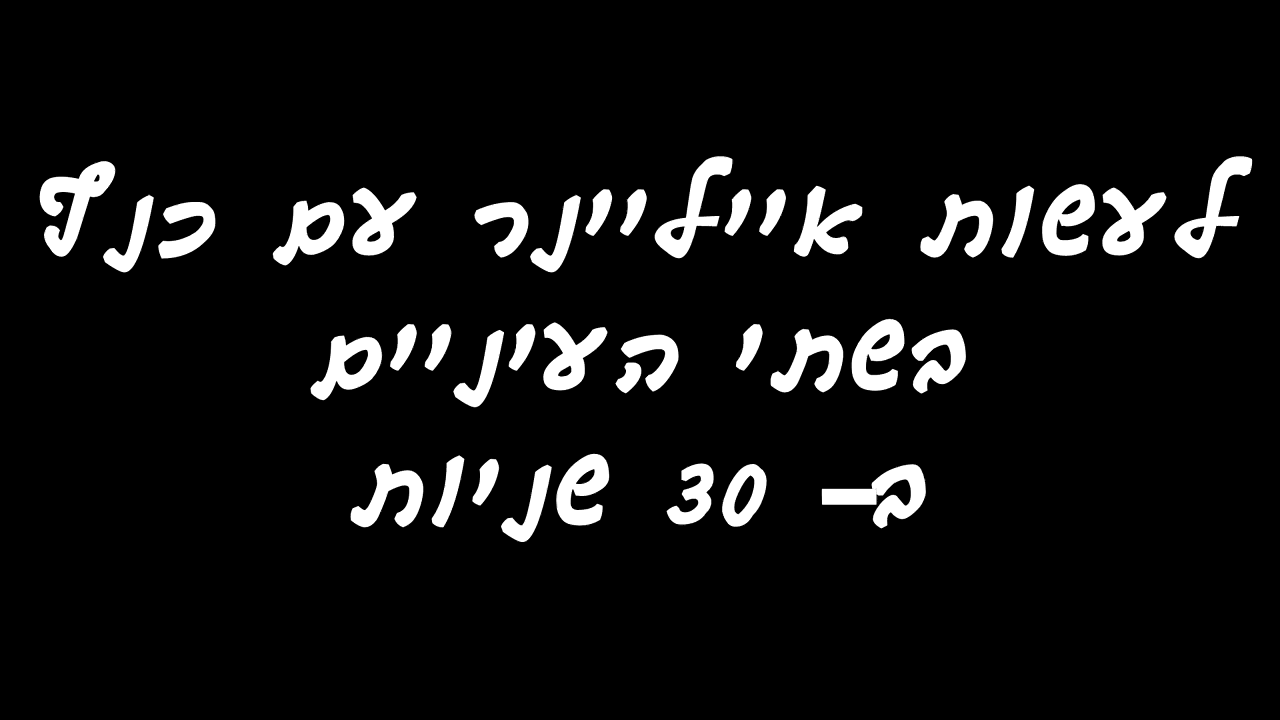 לעשות אייליינר עם כנף
בשתי העיניים
ב– 30 שניות